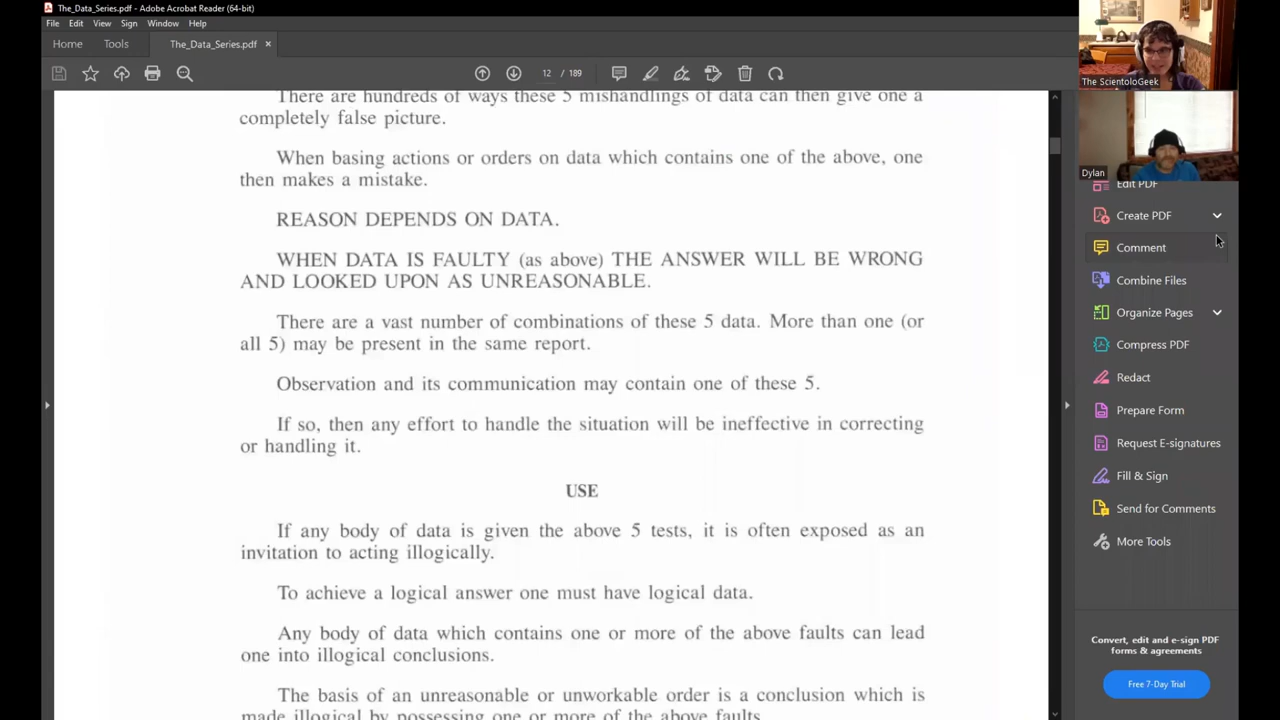 The_Data_Series.pdf - Adobe Acrobat Reader (64-bit)
File Edit View Window Sign Help
Home Tools The_Data_Series.pdf ×
12 / 189
There are hundreds of ways these 5 mishandlings of data can then give one a
completely false picture.
When basing actions or orders on data which contains one of the above, one
then makes a mistake.
REASON DEPENDS ON DATA.
WHEN DATA IS FAULTY (as above) THE ANSWER WILL BE WRONG
AND LOOKED UPON AS UNREASONABLE.
There are a vast number of combinations of these 5 data. More than one (or
all 5) may be present in the same report.
Observation and its communication may contain one of these 5.
If so, then any effort to handle the situation will be ineffective in correcting
or handling it.
USE
If any body of data is given the above 5 tests, it is often exposed as an
invitation to acting illogically.
To achieve a logical answer one must have logical data.
Any body of data which contains one or more of the above faults can lead
one into illogical conclusions.
The basis of an unreasonable or unworkable order is a conclusion which is
made illogical by possessing one or more of the above faults.
The ScientoloGeek
Dylan
Edit PDF
Create PDF
Comment
Combine Files
Organize Pages
Compress PDF
Redact
Prepare Form
Request E-signatures
Fill & Sign
Send for Comments
More Tools
Convert, edit and e-sign PDF
forms & agreements
Free 7-Day Trial